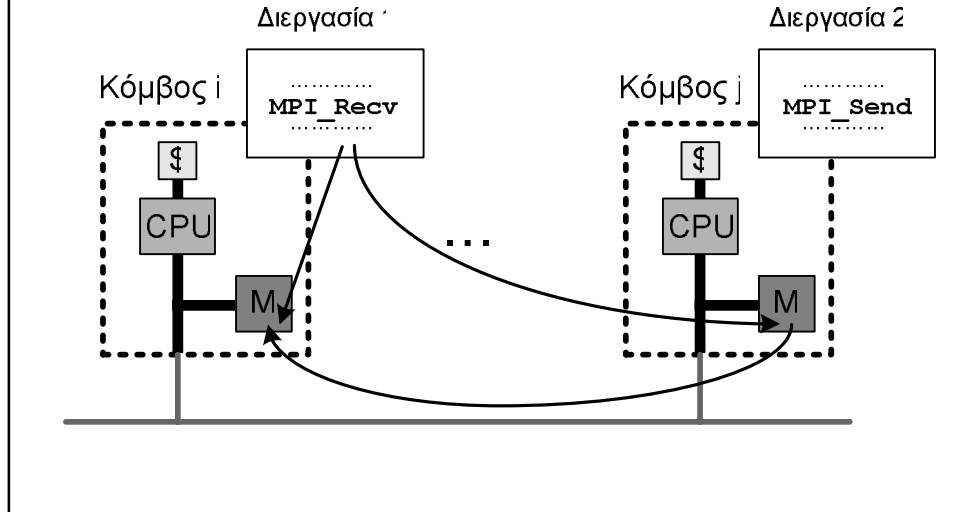 Διεργασία 1
Διεργασία 2
Κόμβος i
…………
MPI_Recv
…………
Κόμβος j
…………
MPI_Send
…………
$
CPU
M
...
$
CPU
M